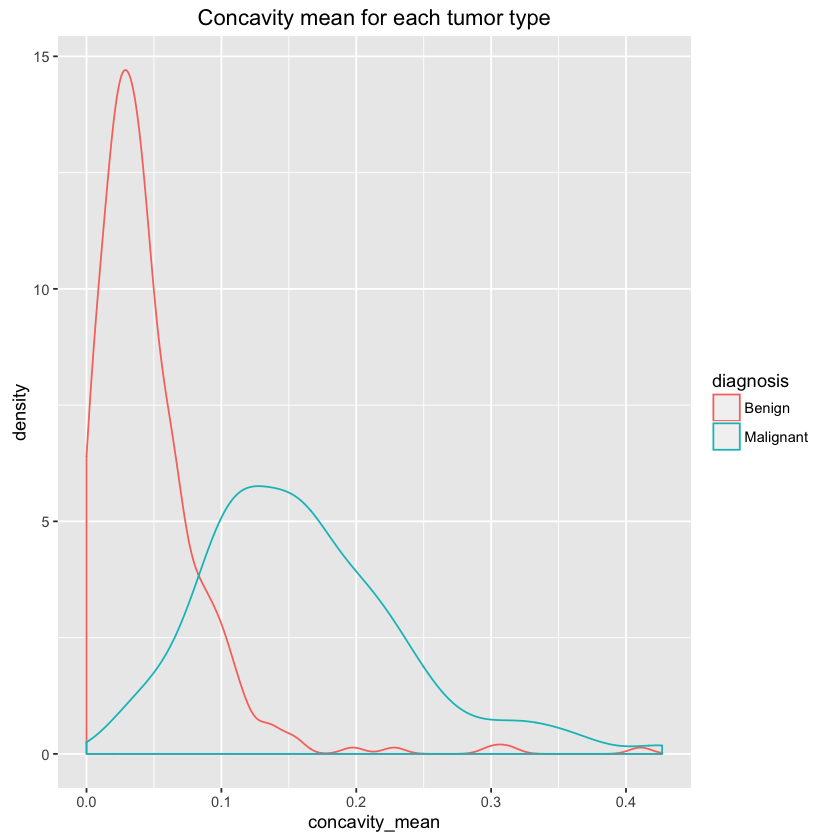 Concavity mean for each tumor type
15
10
5
0
density
0.0 0.1 0.2 0.3 0.4
concavity_mean
diagnosis
Benign
Malignant